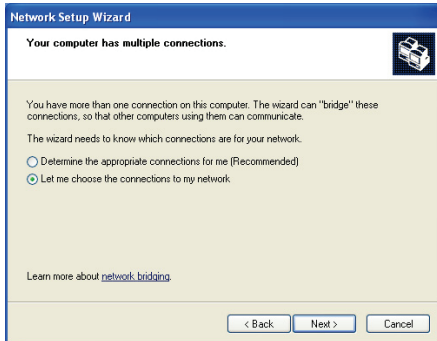 Network Setup Wizard
Your computer has multiple connections.
You have more than one connection on this computer. The wizard can "bridge" these
connections, so that other computers using them can communicate.
The wizard needs to know which connections are for your network.
Determine the appropriate connections for me (Recommended)
Let me choose the connections to my network
Learn more about network bridging.
< Back
Next >
Cancel